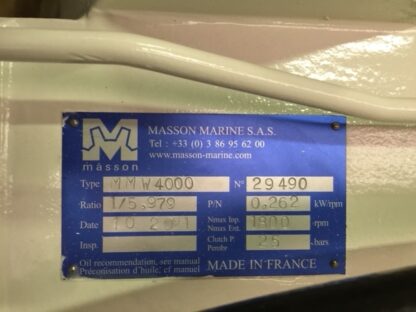 MASSON MARINE S.A.S.
Tel : +33 (0) 3 86 95 62 00
www.masson-marine.com
masson
Type MMW4000 N° 29490
Ratio 1/5,979 P/N 0,262 kW/rpm
Date 10 Nmax Inp. Nmax Ext. 1800 rpm
Insp. Clutch P. 25 bars
Oil recommendation, see manual
Préconisation d'huile, cf manuel MADE IN FRANCE